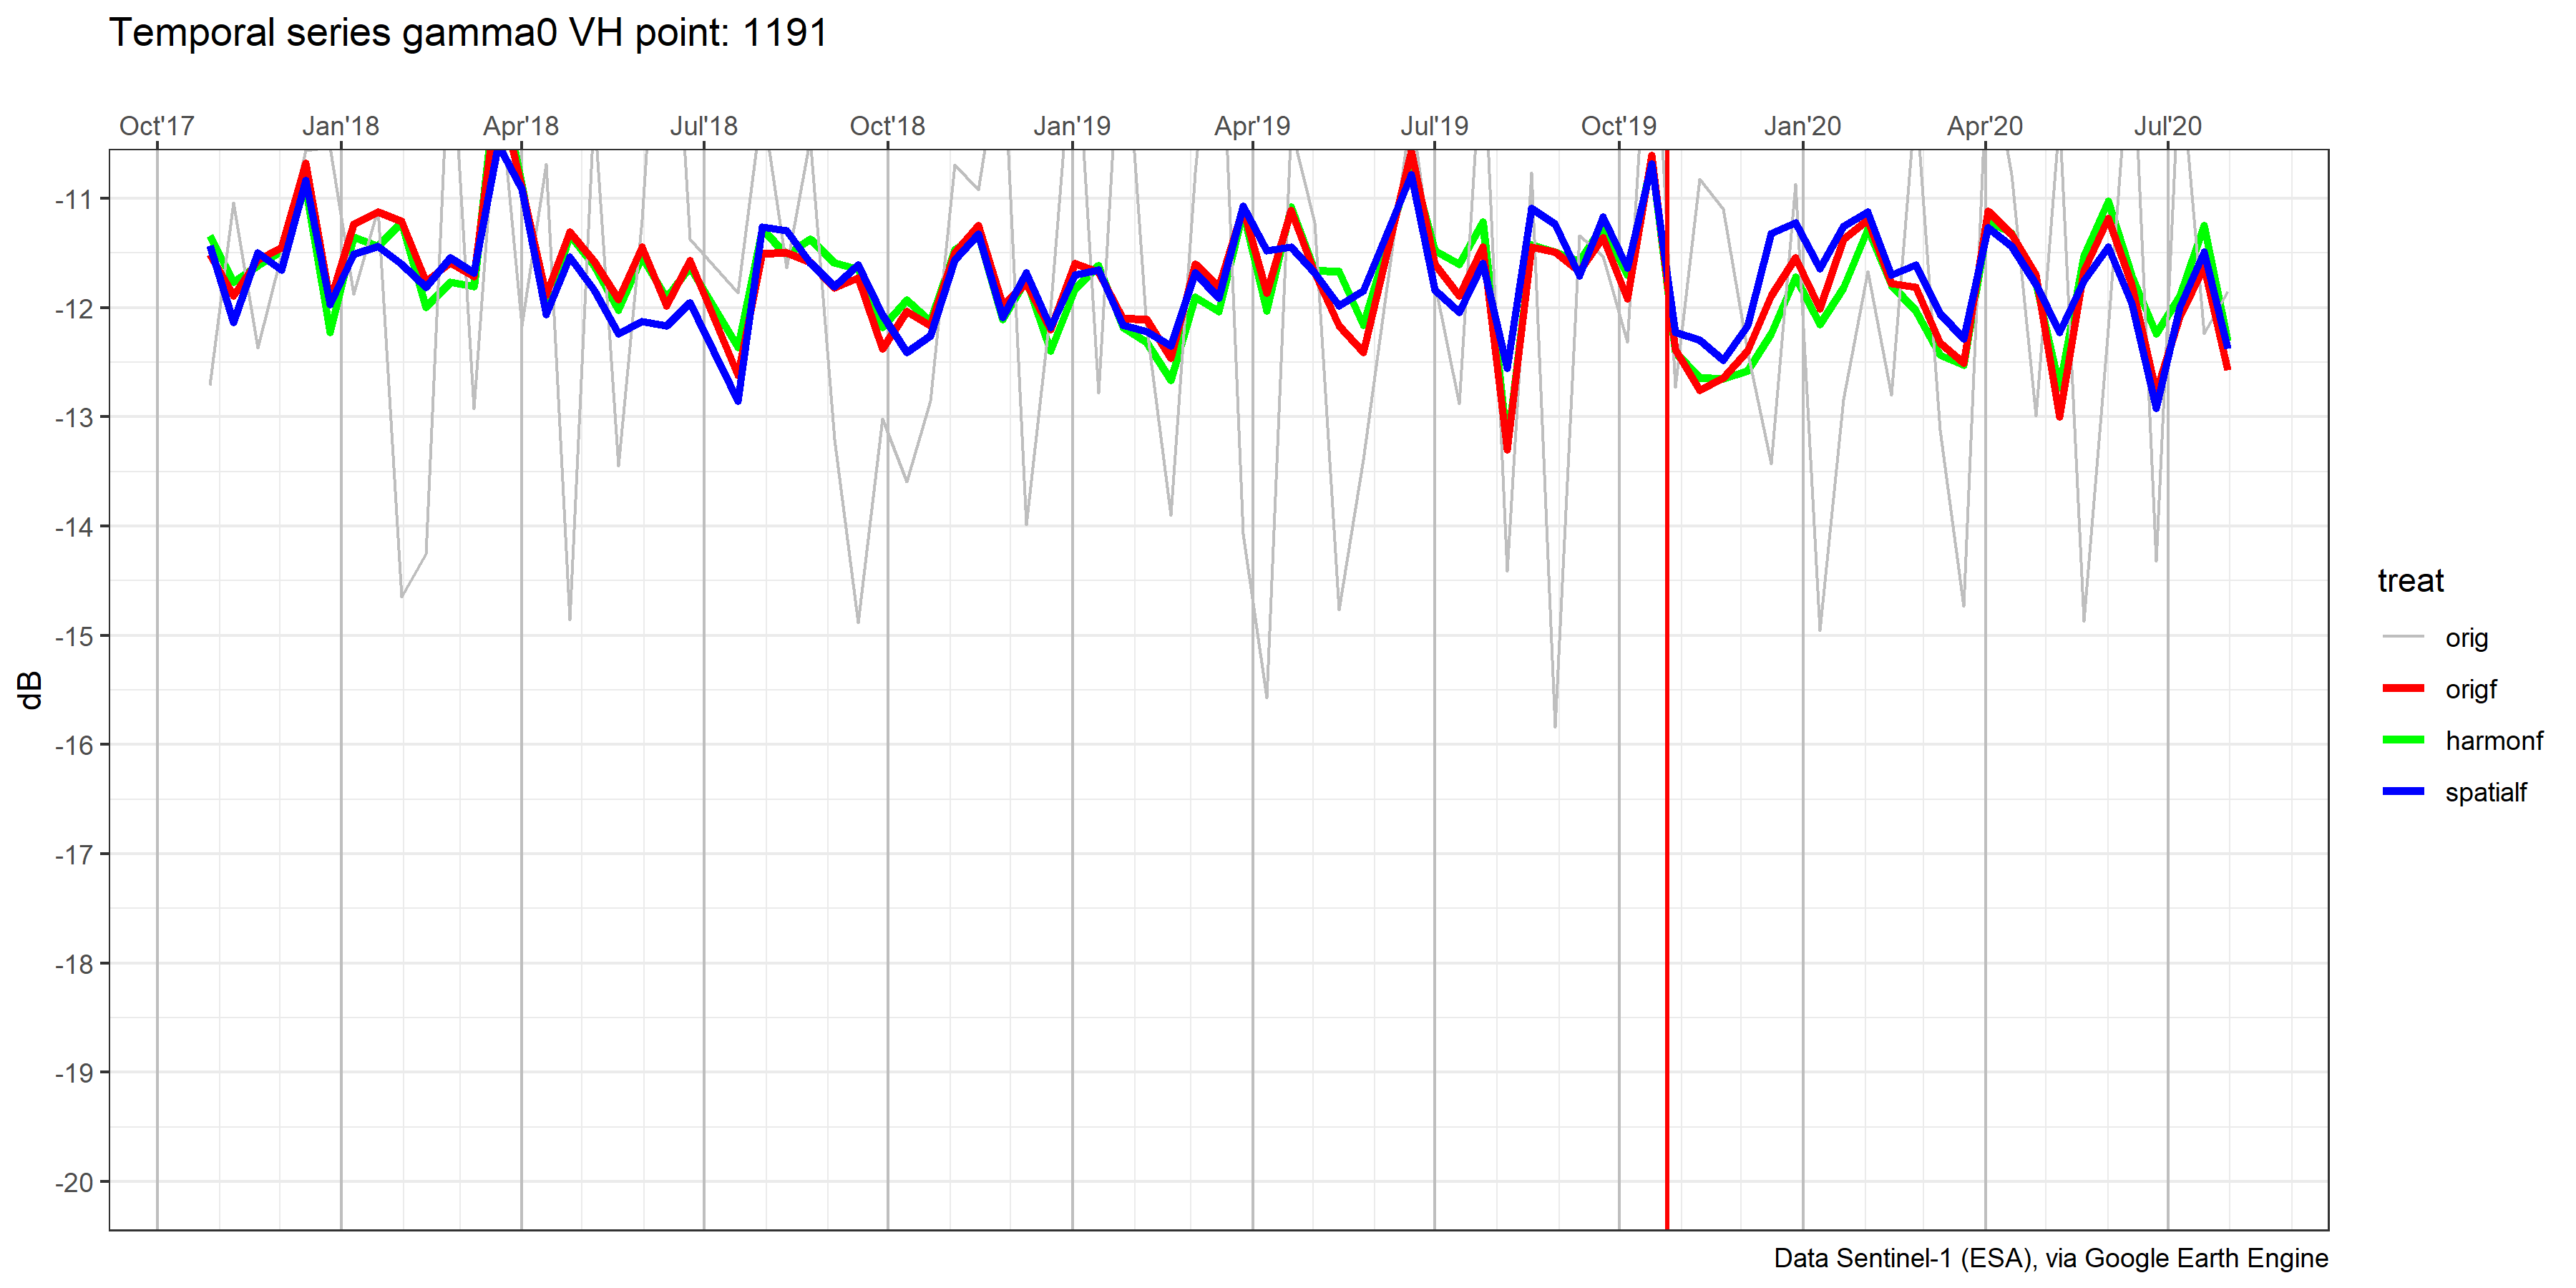 Temporal series gamma0 VH point: 1191
Oct'17 Jan'18 Apr'18 Jul'18 Oct'18 Jan'19 Apr'19 Jul'19 Oct'19 Jan'20 Apr'20 Jul'20
-11
-12
-13
-14
-15
-16
-17
-18
-19
-20
dB
treat
orig
origf
harmonf
spatialf
Data Sentinel-1 (ESA), via Google Earth Engine